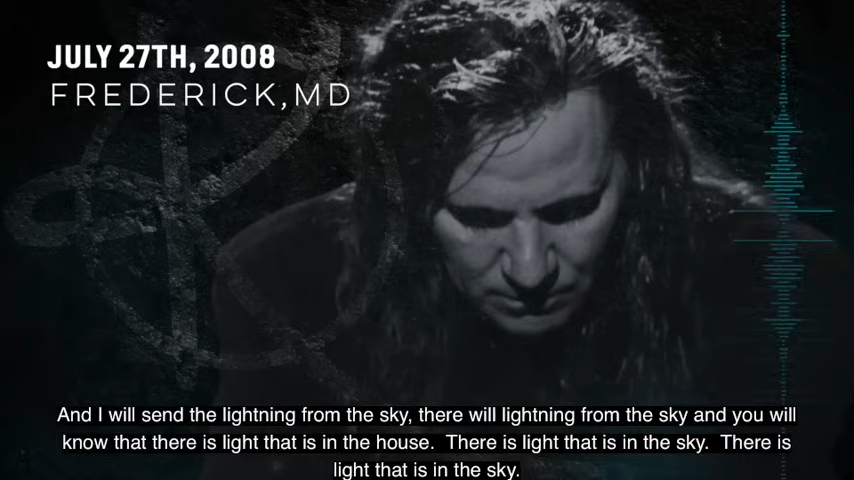 JULY 27TH, 2008
FREDERICK,MD
And I will send the lightning from the sky, there will lightning from the sky and you will
know that there is light that is in the house.  There is light that is in the sky.  There is
light that is in the sky.